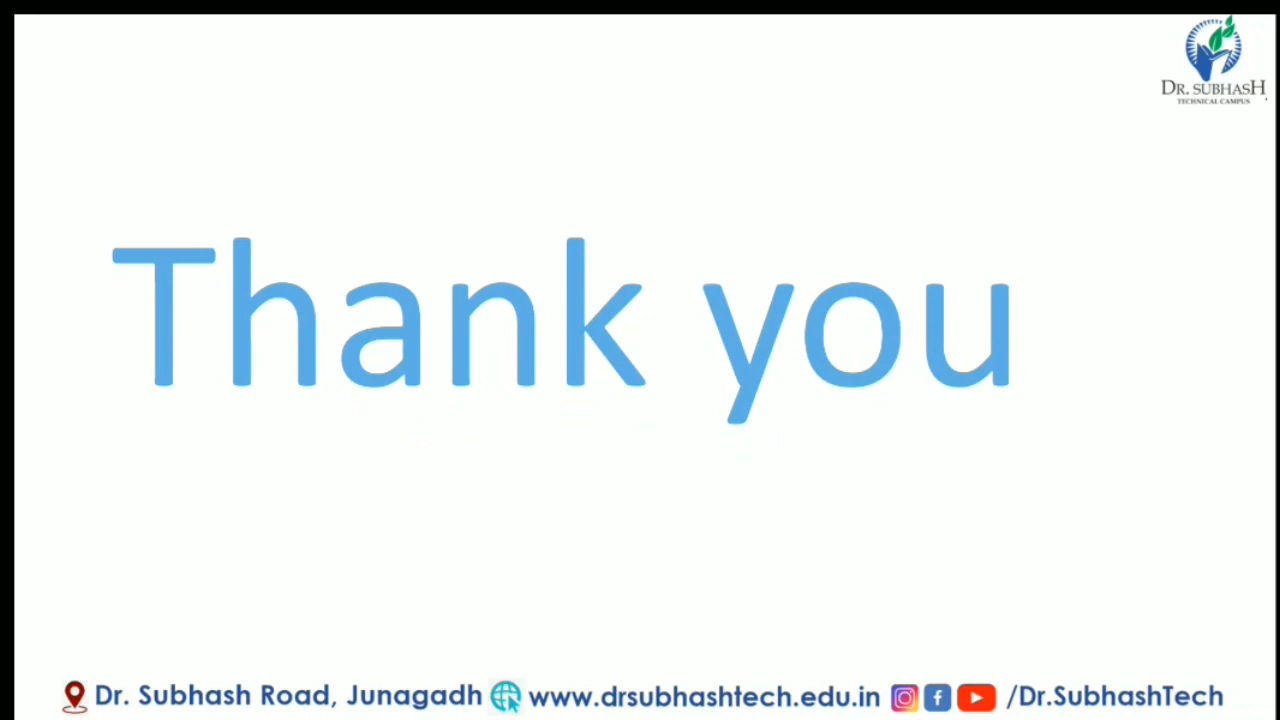 DR. SUBHASH
TECHNICAL CAMPUS
Thank you
Dr. Subhash Road, Junagadh www.drsubhashtech.edu.in /Dr.SubhashTech